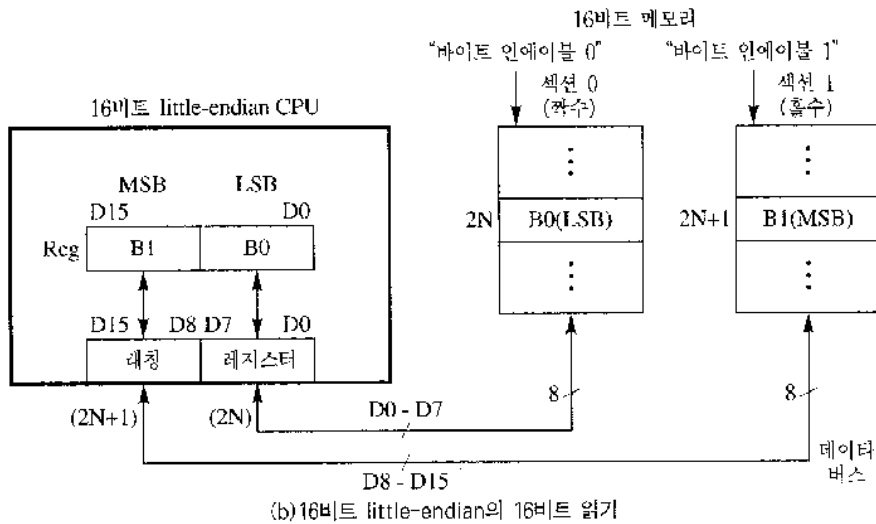 16비트 메모리
“바이트 인에이블 0” “바이트 인에이블 1”
섹션 0 섹션 1
(짝수) (홀수)
16비트 little-endian CPU
MSB LSB
D15 D0
Reg B1 B0
2N B0(LSB) 2N+1 B1(MSB)
D15 D8 D7 D0
래칭 레지스터
8 8
(2N+1) (2N) D0 - D7
D8 - D15
데이타
버스
(b)16비트 little-endian의 16비트 읽기